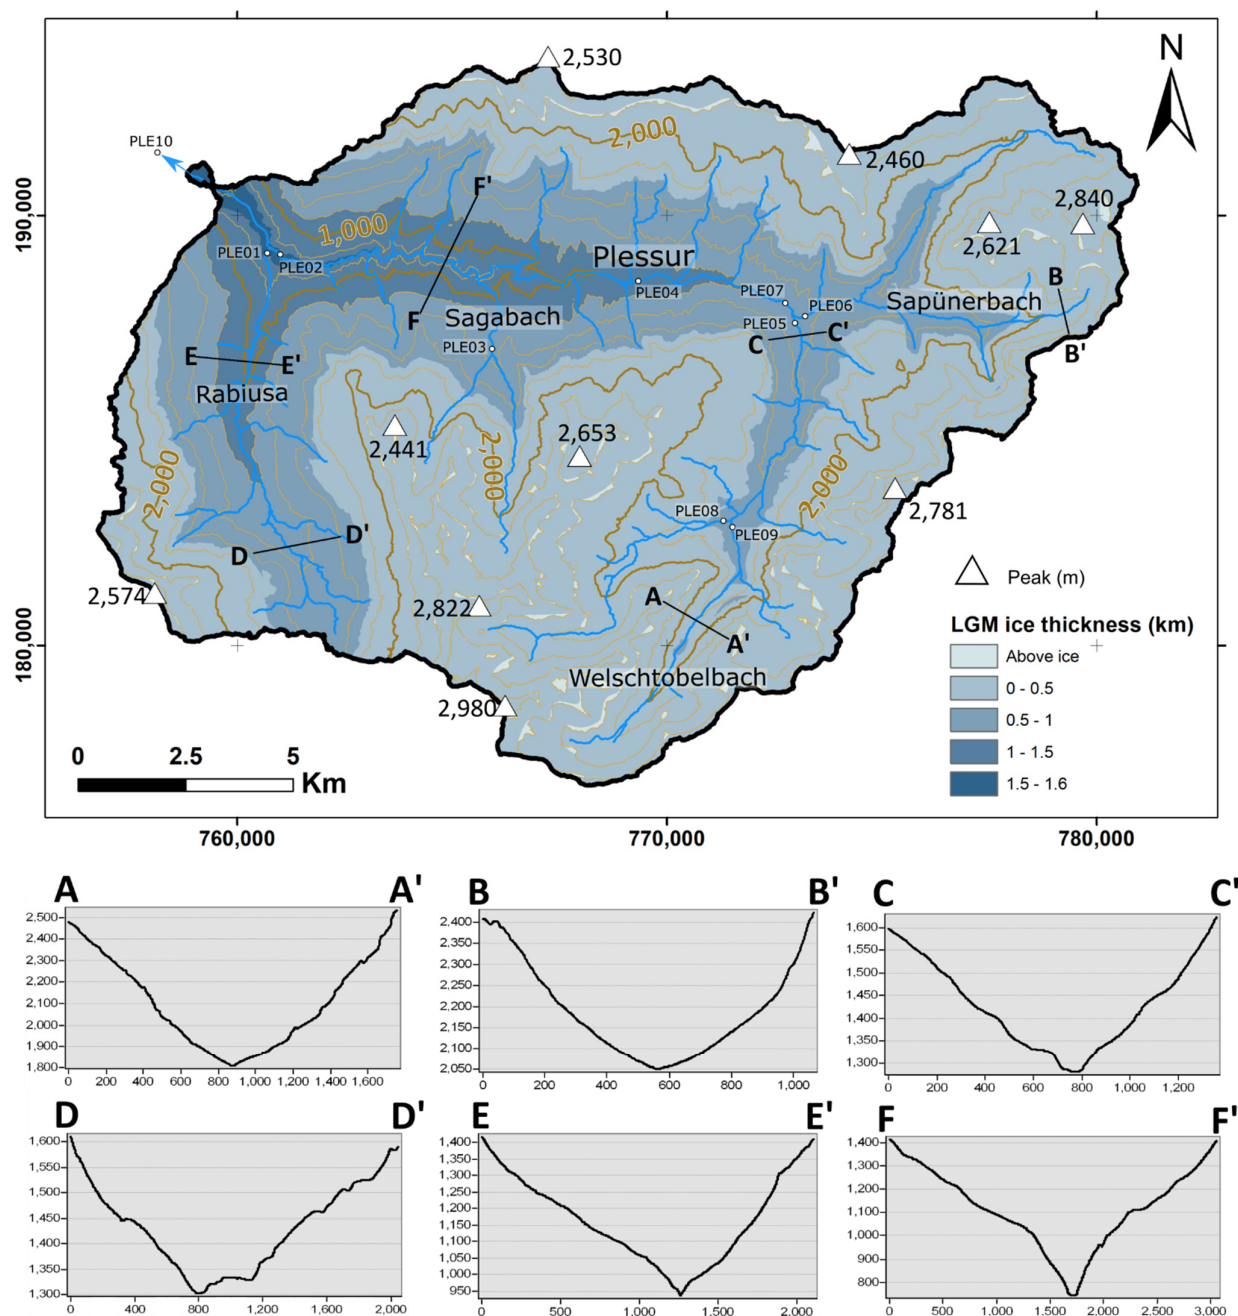 2,530
N
PLE10
2,000
2,460
190,000
F'
1,000
2,840
2,621
PLE01
PLE02
Plessur
PLE04
PLE07
PLE06
Sapünerbach
B
F
Sagabach
PLE05
C
C'
PLE03
B'
E
E'
Rabiusa
2,441
2,653
2,000
2,000
2,000
2,781
PLE08
PLE09
D
D'
2,574
2,822
A
A'
Peak (m)
LGM ice thickness (km)
Above ice
0 - 0.5
0.5 - 1
1 - 1.5
1.5 - 1.6
180,000
Welschtobelbach
2,980
0 2.5 5
Km
760,000 770,000 780,000
A A'
2,500
2,400
2,300
2,200
2,100
2,000
1,900
1,800
0 200 400 600 800 1,000 1,200 1,400 1,600
B B'
2,400
2,350
2,300
2,250
2,200
2,150
2,100
2,050
0 200 400 600 800 1,000
C C'
1,600
1,550
1,500
1,450
1,400
1,350
1,300
0 200 400 600 800 1,000 1,200
D D'
1,600
1,550
1,500
1,450
1,400
1,350
1,300
0 400 800 1,200 1,600 2,000
E E'
1,400
1,350
1,300
1,250
1,200
1,150
1,100
1,050
1,000
950
0 500 1,000 1,500 2,000
F F'
1,400
1,300
1,200
1,100
1,000
900
800
0 500 1,000 1,500 2,000 2,500 3,000